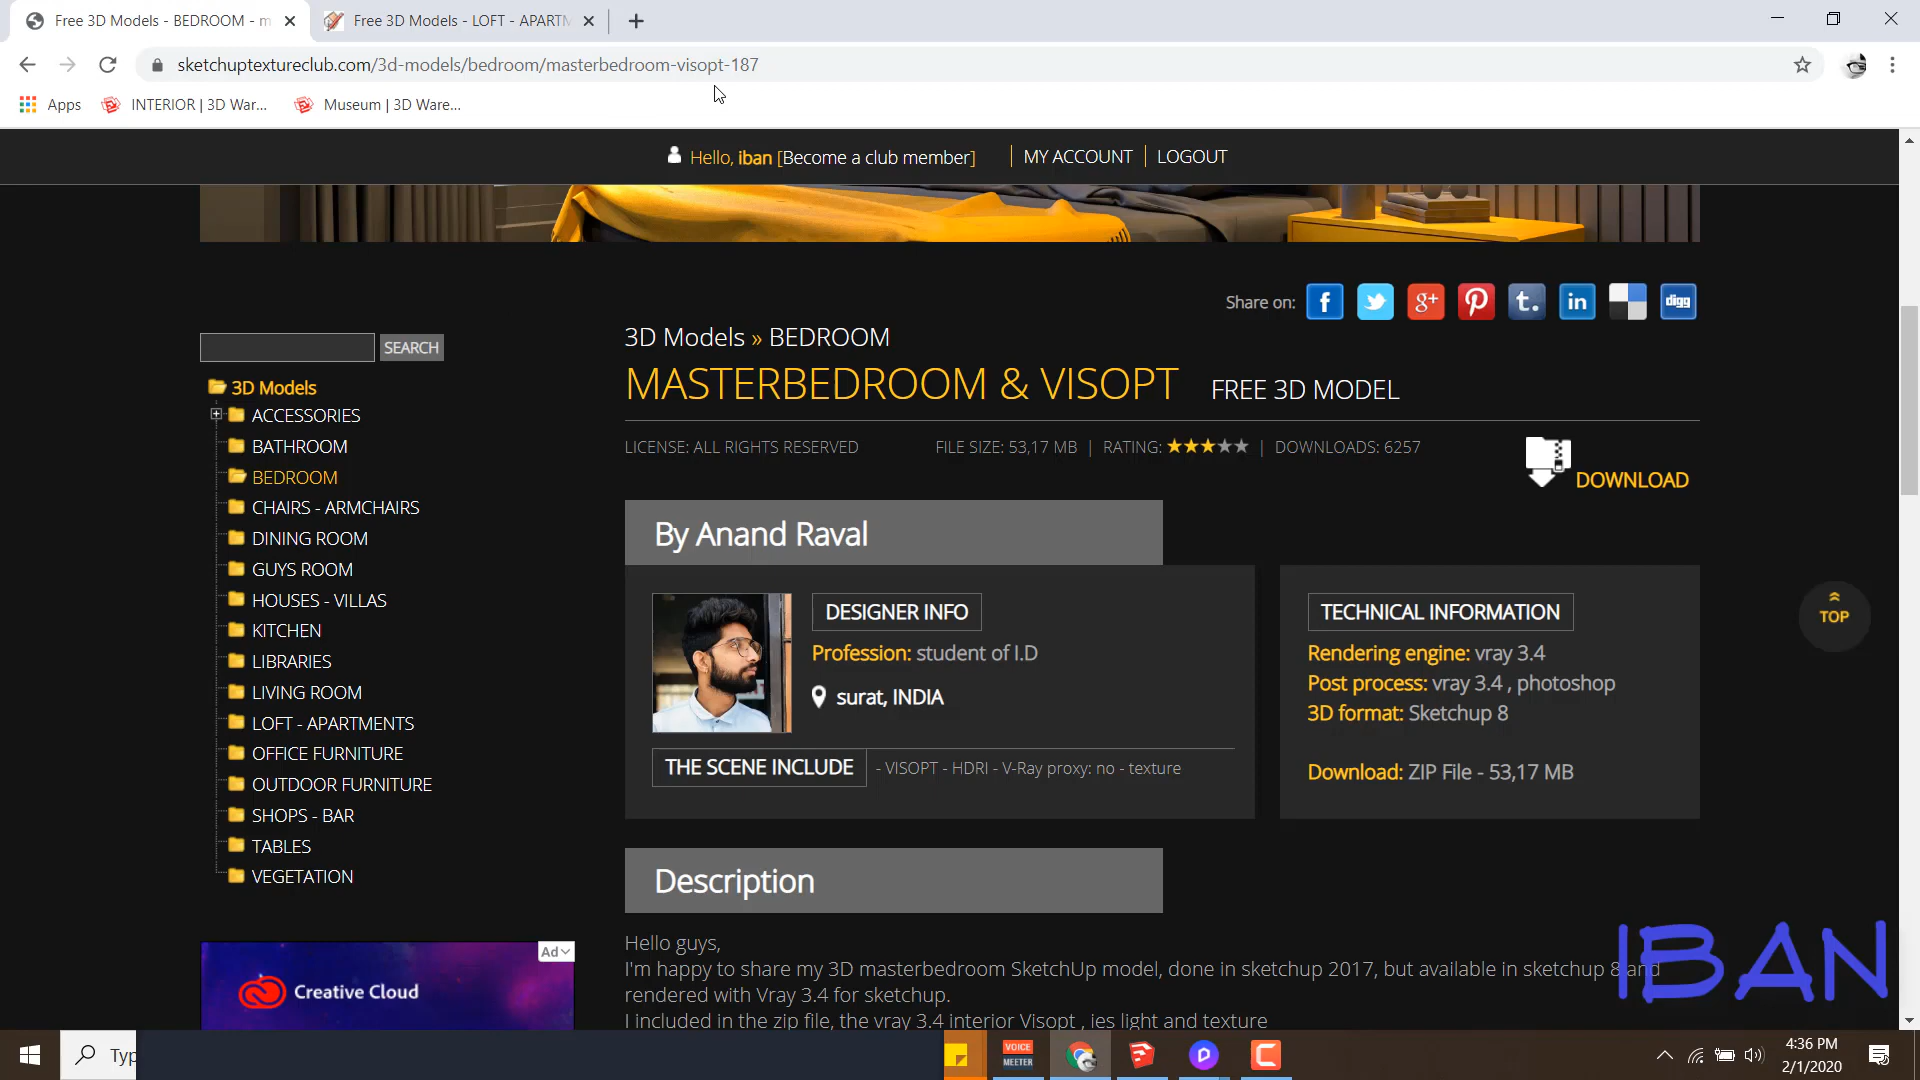 Free 3D Models - BEDROOM - m
Free 3D Models - LOFT - APARTM
sketchuptextureclub.com/3d-models/bedroom/masterbedroom-visopt-187
Apps
INTERIOR | 3D War...
Museum | 3D Ware...
Hello, iban [Become a club member]
MY ACCOUNT
LOGOUT
Share on:
f
g+
t.
in
digg
SEARCH
3D Models » BEDROOM
MASTERBEDROOM & VISOPT FREE 3D MODEL
LICENSE: ALL RIGHTS RESERVED
FILE SIZE: 53,17 MB | RATING: ★★★★★ | DOWNLOADS: 6257
DOWNLOAD
3D Models
ACCESSORIES
BATHROOM
BEDROOM
CHAIRS - ARMCHAIRS
DINING ROOM
GUYS ROOM
HOUSES - VILLAS
KITCHEN
LIBRARIES
LIVING ROOM
LOFT - APARTMENTS
OFFICE FURNITURE
OUTDOOR FURNITURE
SHOPS - BAR
TABLES
VEGETATION
By Anand Raval
DESIGNER INFO
Profession: student of I.D
surat, INDIA
THE SCENE INCLUDE
- VISOPT - HDRI - V-Ray proxy: no - texture
TECHNICAL INFORMATION
Rendering engine: vray 3.4
Post process: vray 3.4 , photoshop
3D format: Sketchup 8
Download: ZIP File - 53,17 MB
TOP
Description
Hello guys,
I'm happy to share my 3D masterbedroom SketchUp model, done in sketchup 2017, but available in sketchup 8 and
rendered with Vray 3.4 for sketchup.
I included in the zip file, the vray 3.4 interior Visopt , ies light and texture
Ad
Creative Cloud
IBAN
Typ
VOICE
MEETER
4:36 PM
2/1/2020